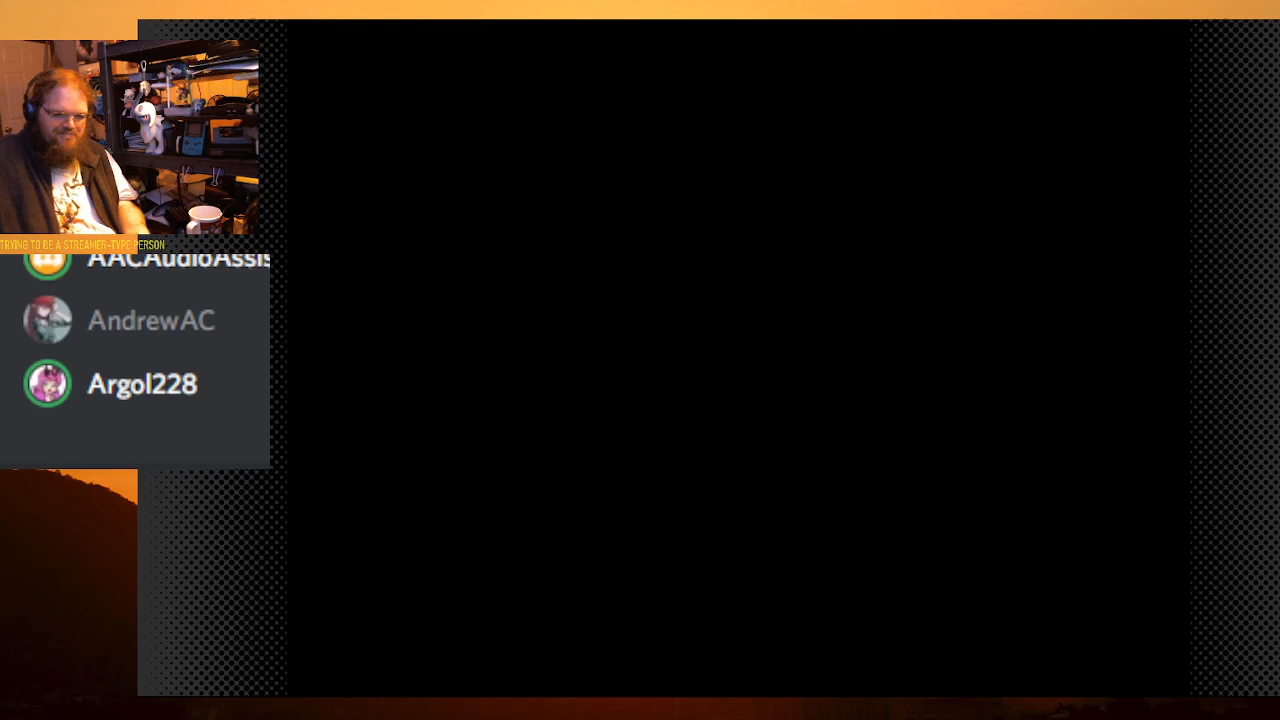 TRYING TO BE A STREAMER-TYPE PERSON
AACAudioAssis
AndrewAC
Argol228